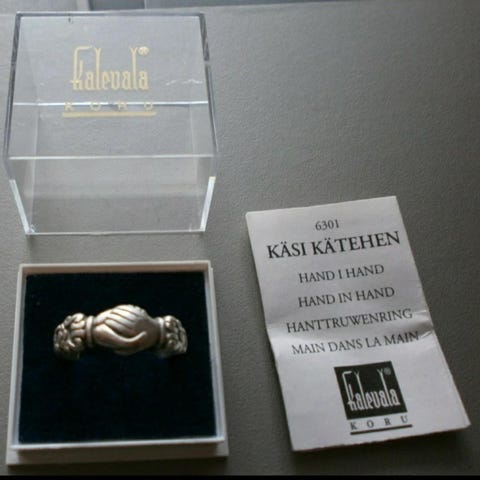 Kalevala®
KORU
6301
KÄSI KÄTEHEN
HAND I HAND
HAND IN HAND
HANTTRUWENRING
MAIN DANS LA MAIN
Kalevala®
KORU